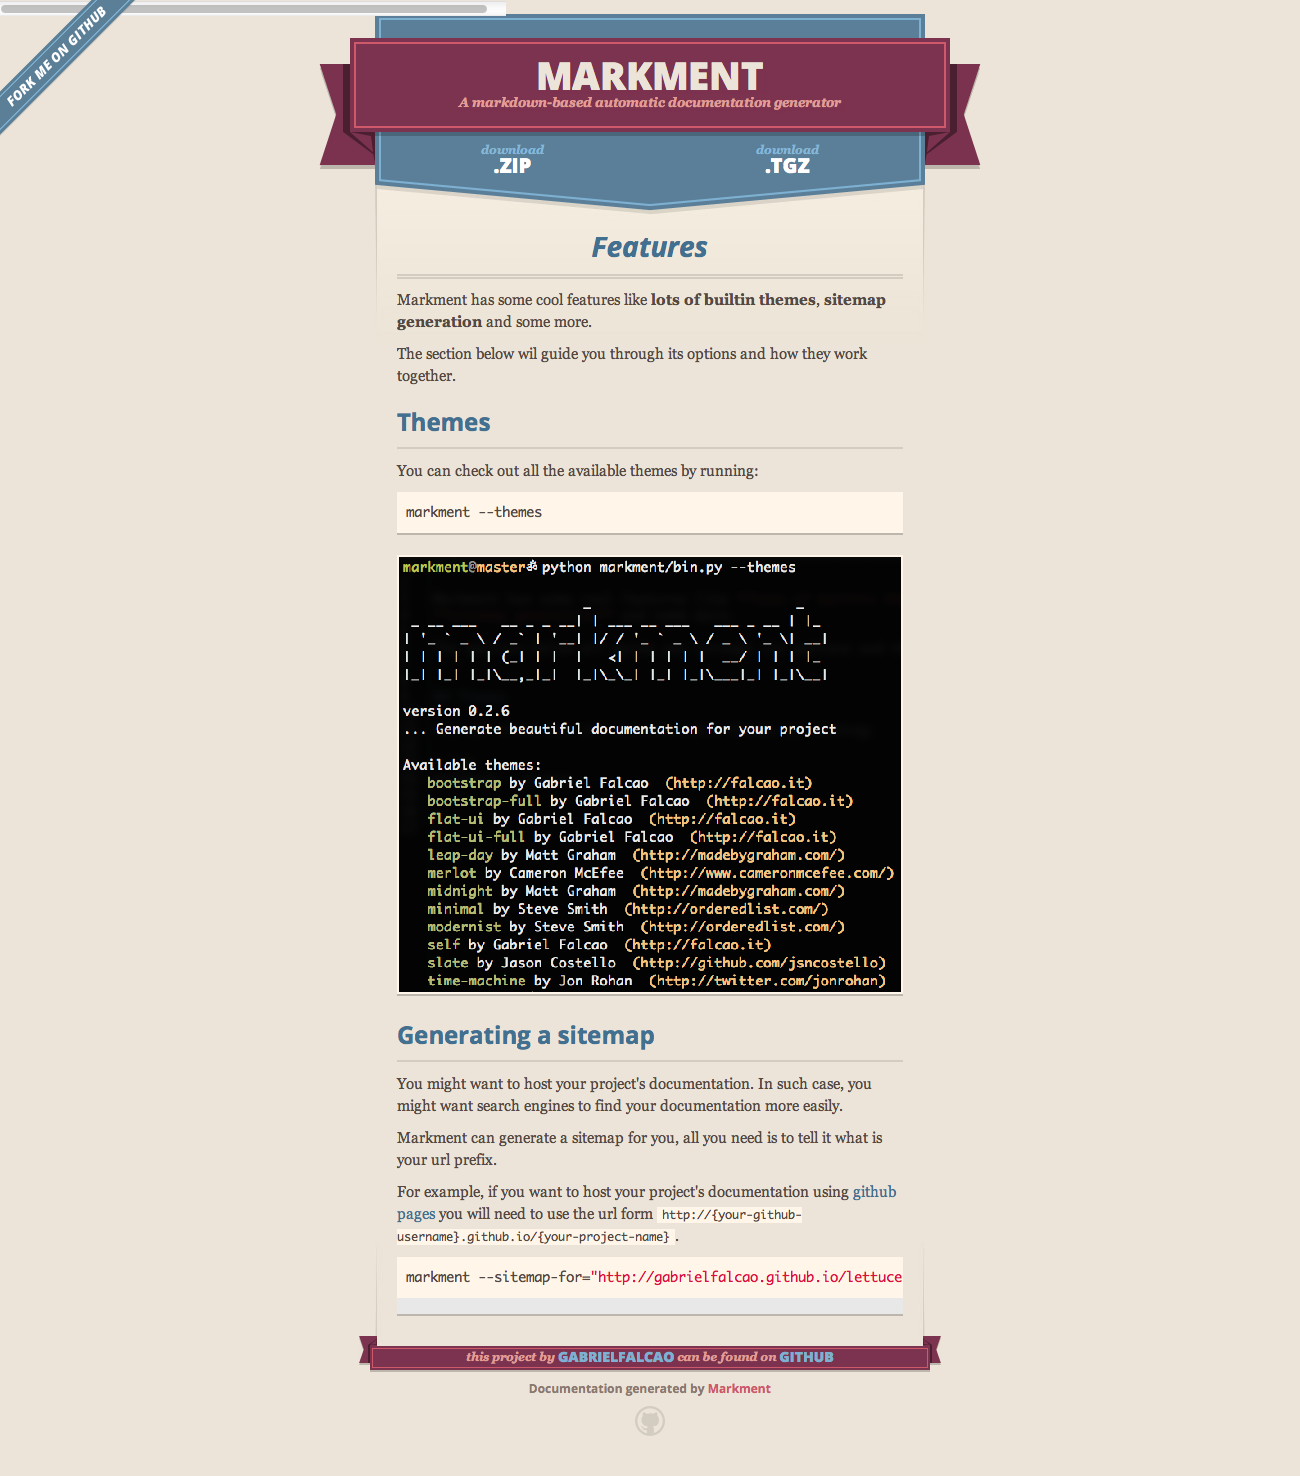 FORK ME ON GITHUB
MARKMENT
A markdown-based automatic documentation generator
download
.ZIP
download
.TGZ
Features
Markment has some cool features like lots of builtin themes, sitemap
generation and some more.
The section below wil guide you through its options and how they work
together.
Themes
You can check out all the available themes by running:
markment --themes
markment@master python markment/bin.py --themes
markment
version 0.2.6
... Generate beautiful documentation for your project
Available themes:
bootstrap by Gabriel Falcao (http://falcao.it)
bootstrap-full by Gabriel Falcao (http://falcao.it)
flat-ui by Gabriel Falcao (http://falcao.it)
flat-ui-full by Gabriel Falcao (http://falcao.it)
leap-day by Matt Graham (http://madebygraham.com/)
merlot by Cameron McEfee (http://www.cameronmcefee.com/)
midnight by Matt Graham (http://madebygraham.com/)
minimal by Steve Smith (http://orderedlist.com/)
modernist by Steve Smith (http://orderedlist.com/)
self by Gabriel Falcao (http://falcao.it)
slate by Jason Costello (http://github.com/jsncostello)
time-machine by Jon Rohan (http://twitter.com/jonrohan)
Generating a sitemap
You might want to host your project's documentation. In such case, you
might want search engines to find your documentation more easily.
Markment can generate a sitemap for you, all you need is to tell it what is
your url prefix.
For example, if you want to host your project's documentation using github
pages you will need to use the url form http://{your-github-
username}.github.io/{your-project-name} .
markment --sitemap-for="http://gabrielfalcao.github.io/lettuce
this project by GABRIELFALCAO can be found on GITHUB
Documentation generated by Markment